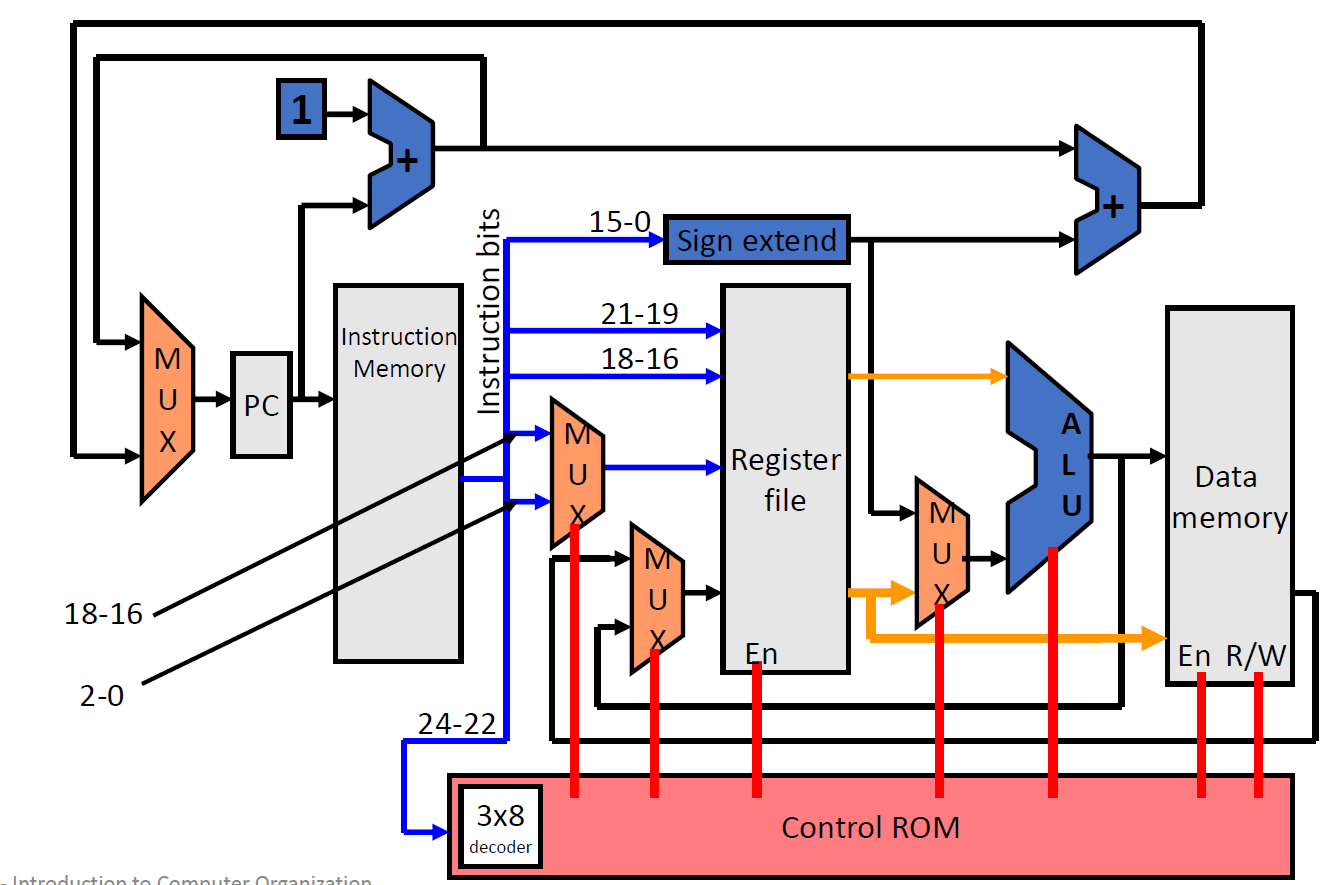 1
+
+
Instruction bits
15-0
Sign extend
21-19
18-16
Instruction
Memory
M
U
X
PC
M
U
X
Register
file
A
L
U
Data
memory
M
U
X
M
U
X
18-16
2-0
En
En R/W
24-22
3x8
decoder
Control ROM
- Introduction to Computer Organization